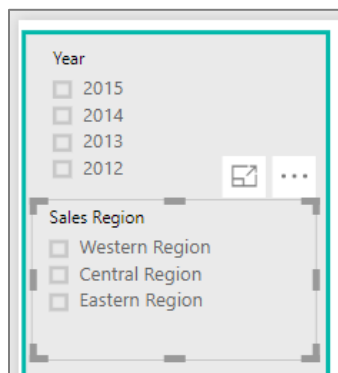 Year
2015
2014
2013
2012
Sales Region
Western Region
Central Region
Eastern Region